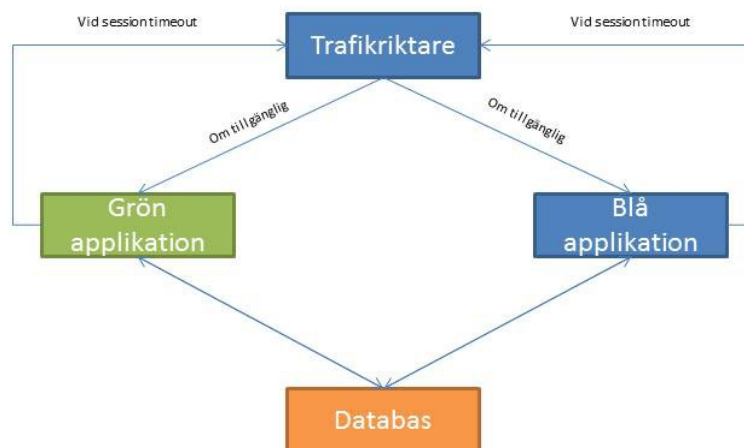 Vid session timeout
Vid session timeout
Trafikriktare
Om tillgänglig
Om tillgänglig
Grön
applikation
Blå
applikation
Databas